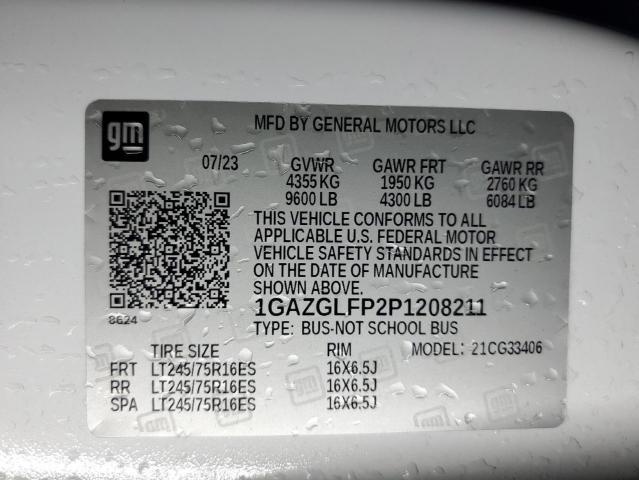 gm
MFD BY GENERAL MOTORS LLC
07/23 GVWR GAWR FRT GAWR RR
4355 KG 1950 KG 2760 KG
9600 LB 4300 LB 6084 LB
THIS VEHICLE CONFORMS TO ALL
APPLICABLE U.S. FEDERAL MOTOR
VEHICLE SAFETY STANDARDS IN EFFECT
ON THE DATE OF MANUFACTURE
SHOWN ABOVE.
8624
1GAZGLFP2P1208211
TYPE: BUS-NOT SCHOOL BUS
TIRE SIZE RIM MODEL: 21CG33406
FRT LT245/75R16ES 16X6.5J
RR LT245/75R16ES 16X6.5J
SPA LT245/75R16ES 16X6.5J